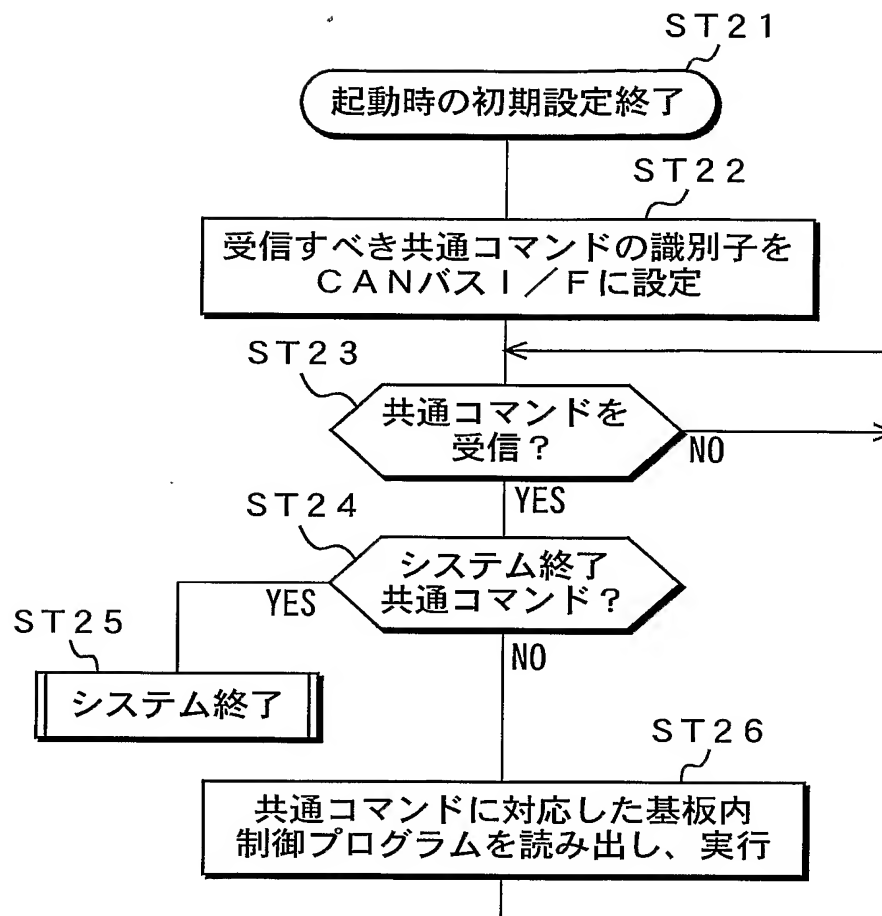 ST21
起動時の初期設定終了
ST22
受信すべき共通コマンドの識別子を
CANバスI/Fに設定
ST23
共通コマンドを
受信?
NO
YES
ST24
システム終了
共通コマンド?
YES
NO
ST25
システム終了
ST26
共通コマンドに対応した基板内
制御プログラムを読み出し、実行